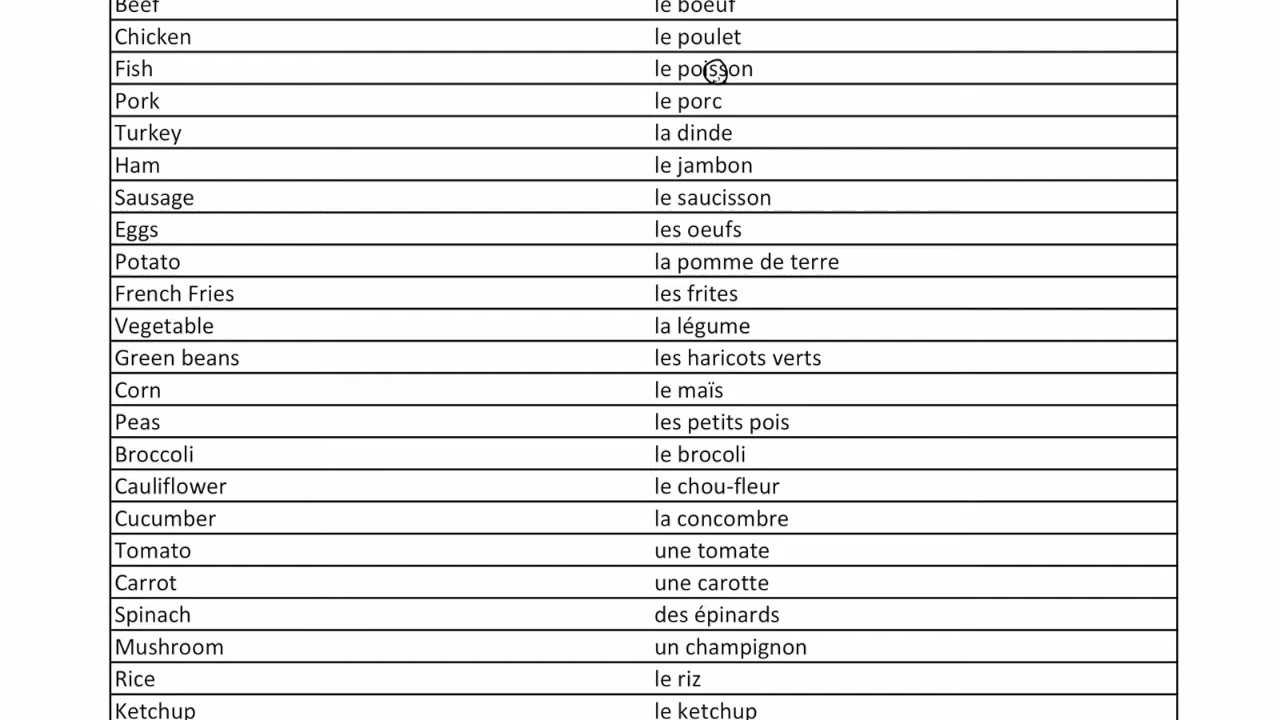 Beef le boeuf
Chicken le poulet
Fish le poisson
Pork le porc
Turkey la dinde
Ham le jambon
Sausage le saucisson
Eggs les oeufs
Potato la pomme de terre
French Fries les frites
Vegetable la légume
Green beans les haricots verts
Corn le maïs
Peas les petits pois
Broccoli le brocoli
Cauliflower le chou-fleur
Cucumber la concombre
Tomato une tomate
Carrot une carotte
Spinach des épinards
Mushroom un champignon
Rice le riz
Ketchup le ketchup